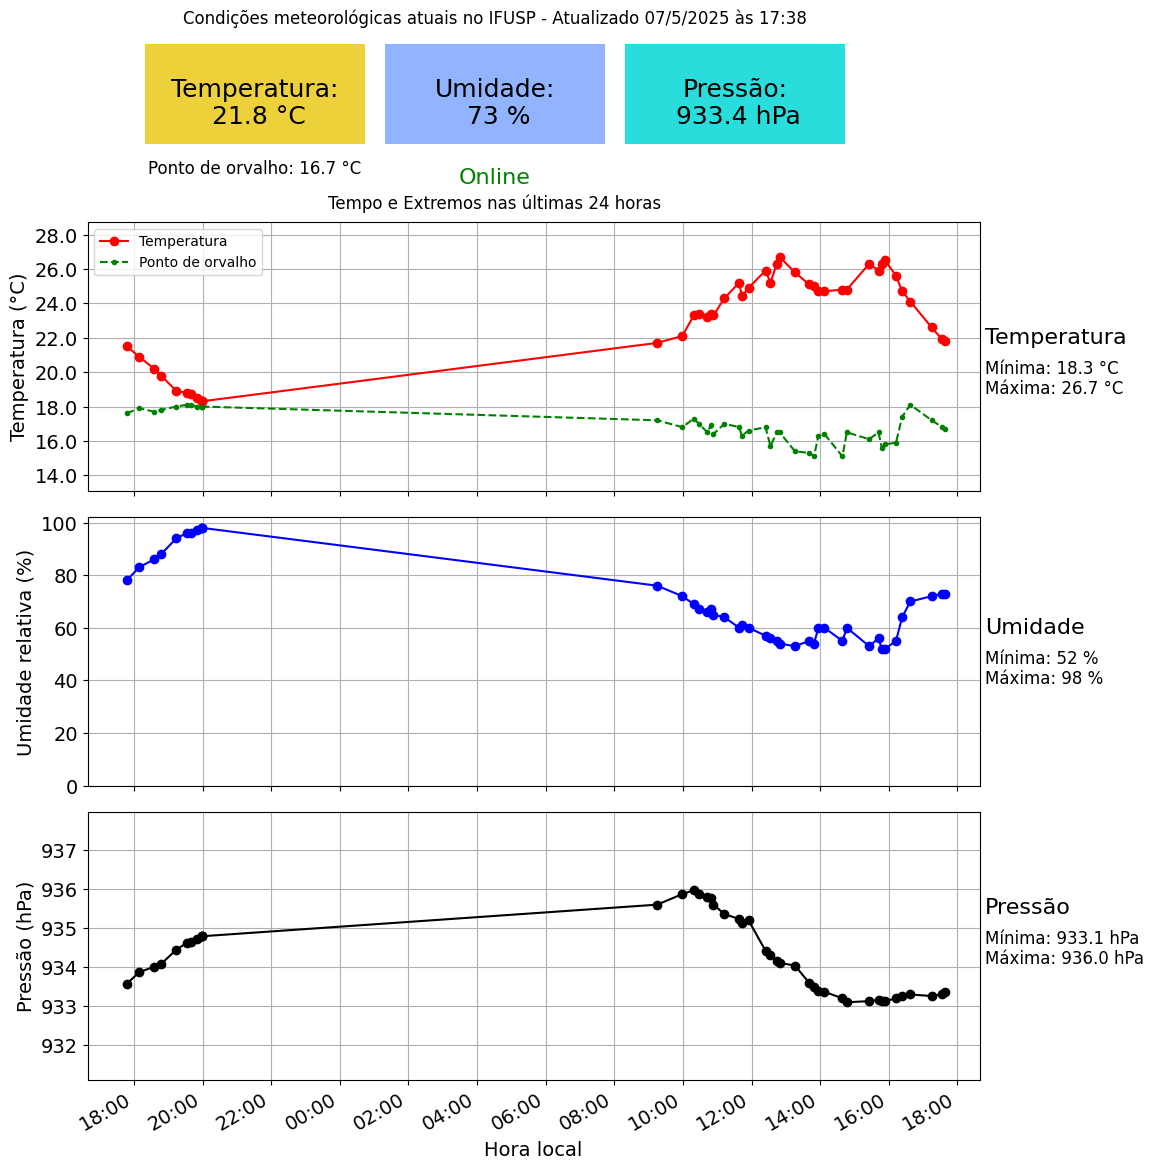 Condições meteorológicas atuais no IFUSP - Atualizado 07/5/2025 às 17:38
Temperatura:
21.8 °C
Umidade:
73 %
Pressão:
933.4 hPa
Ponto de orvalho: 16.7 °C
Online
Tempo e Extremos nas últimas 24 horas
Temperatura (°C)
28.0
26.0
24.0
22.0
20.0
18.0
16.0
14.0
Temperatura
Ponto de orvalho
Temperatura
Mínima: 18.3 °C
Máxima: 26.7 °C
Umidade relativa (%)
100
80
60
40
20
0
Umidade
Mínima: 52 %
Máxima: 98 %
Pressão (hPa)
937
936
935
934
933
932
Pressão
Mínima: 933.1 hPa
Máxima: 936.0 hPa
18:00 20:00 22:00 00:00 02:00 04:00 06:00 08:00 10:00 12:00 14:00 16:00 18:00
Hora local